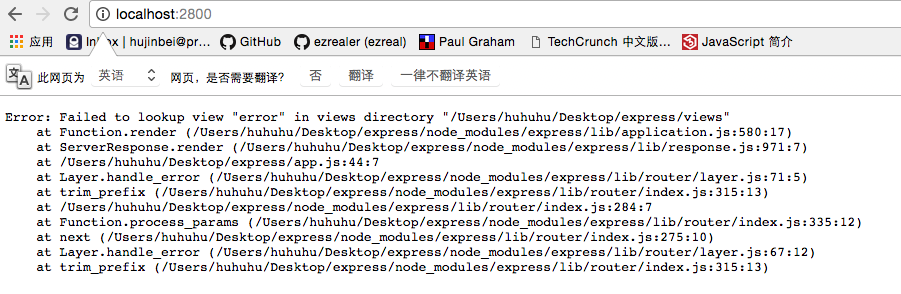 localhost:2800
应用 Inbox | hujinbei@pr… GitHub ezrealer (ezreal) Paul Graham TechCrunch 中文版… JavaScript 简介
此网页为 英语 网页，是否需要翻译？ 否 翻译 一律不翻译英语
Error: Failed to lookup view "error" in views directory "/Users/huhuhu/Desktop/express/views"
at Function.render (/Users/huhuhu/Desktop/express/node_modules/express/lib/application.js:580:17)
at ServerResponse.render (/Users/huhuhu/Desktop/express/node_modules/express/lib/response.js:971:7)
at /Users/huhuhu/Desktop/express/app.js:44:7
at Layer.handle_error (/Users/huhuhu/Desktop/express/node_modules/express/lib/router/layer.js:71:5)
at trim_prefix (/Users/huhuhu/Desktop/express/node_modules/express/lib/router/index.js:315:13)
at /Users/huhuhu/Desktop/express/node_modules/express/lib/router/index.js:284:7
at Function.process_params (/Users/huhuhu/Desktop/express/node_modules/express/lib/router/index.js:335:12)
at next (/Users/huhuhu/Desktop/express/node_modules/express/lib/router/index.js:275:10)
at Layer.handle_error (/Users/huhuhu/Desktop/express/node_modules/express/lib/router/layer.js:67:12)
at trim_prefix (/Users/huhuhu/Desktop/express/node_modules/express/lib/router/index.js:315:13)